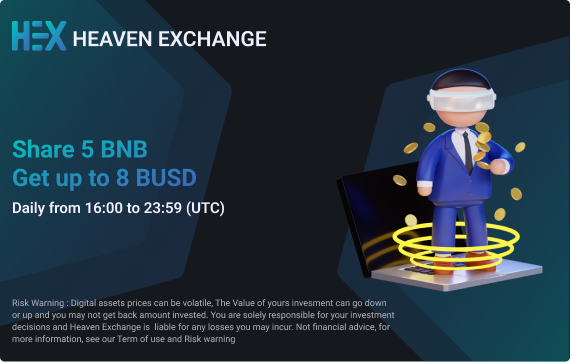 HEX HEAVEN EXCHANGE
Share 5 BNB
Get up to 8 BUSD
Daily from 16:00 to 23:59 (UTC)
Risk Warning : Digital assets prices can be volatile, The Value of yours invesment can go down
or up and you may not get back amount invested. You are solely responsible for your investment
decisions and Heaven Exchange is liable for any losses you may incur. Not financial advice, for
more information, see our Term of use and Risk warning